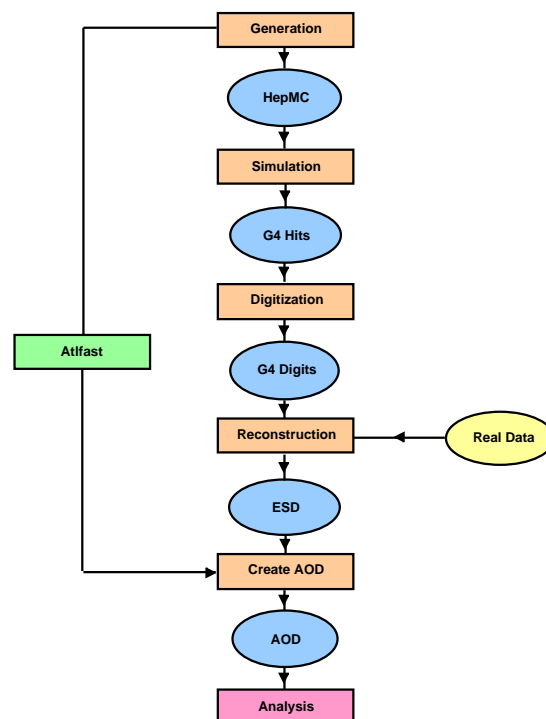 Generation
HepMC
Simulation
G4 Hits
Digitization
Atlfast
G4 Digits
Reconstruction
Real Data
ESD
Create AOD
AOD
Analysis